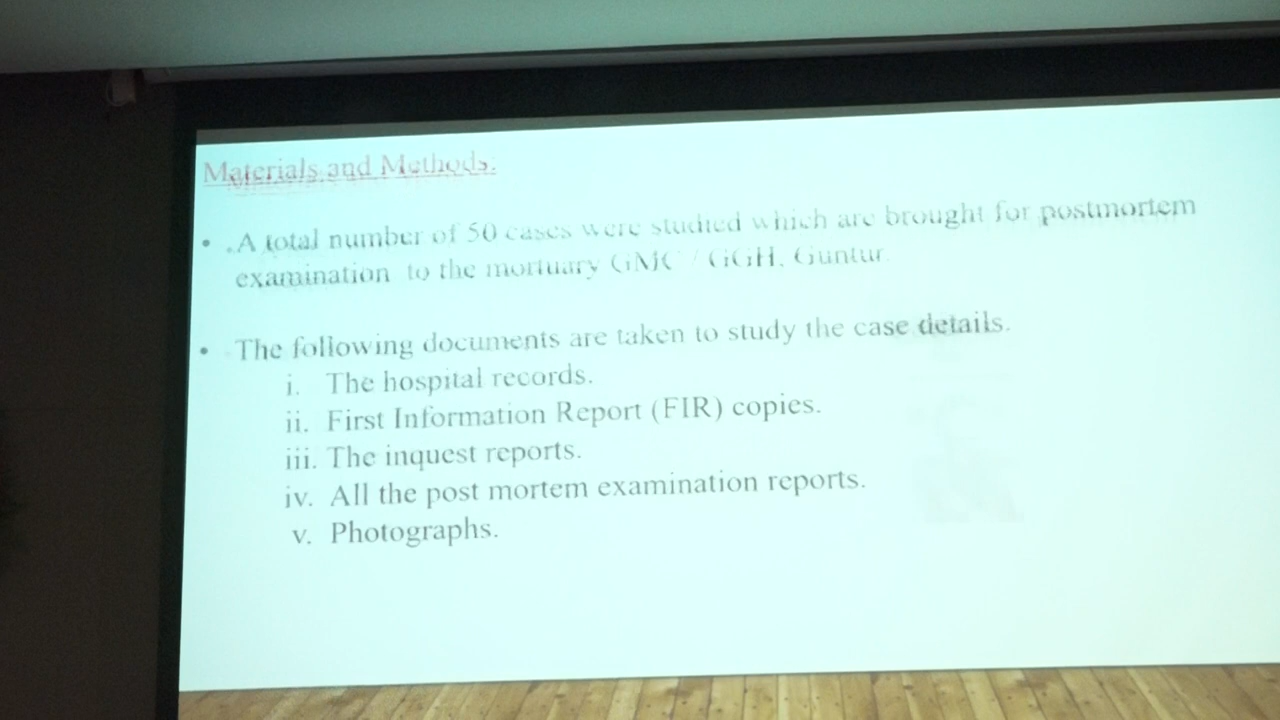 Materials and Methods:
• .A total number of 50 cases were studied which are brought for postmortem
examination to the mortuary GMC / GGH, Guntur.
• The following documents are taken to study the case details.
i. The hospital records.
ii. First Information Report (FIR) copies.
iii. The inquest reports.
iv. All the post mortem examination reports.
v. Photographs.